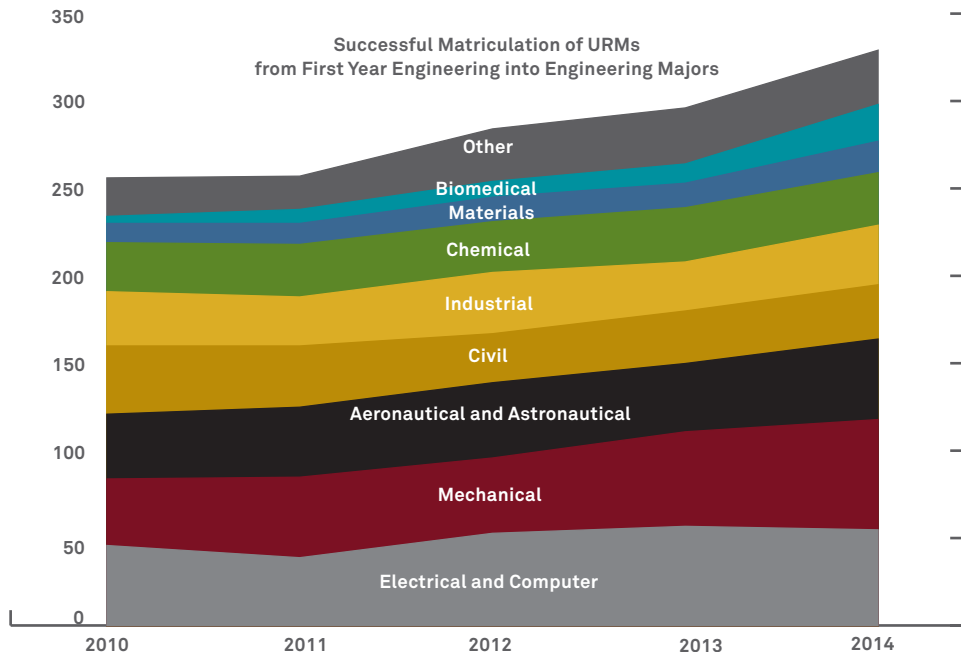 350
Successful Matriculation of URMs
from First Year Engineering into Engineering Majors
300
Other
Biomedical
250
Materials
Chemical
200
Industrial
Civil
150
Aeronautical and Astronautical
100
Mechanical
50
Electrical and Computer
0
2010 2011 2012 2013 2014